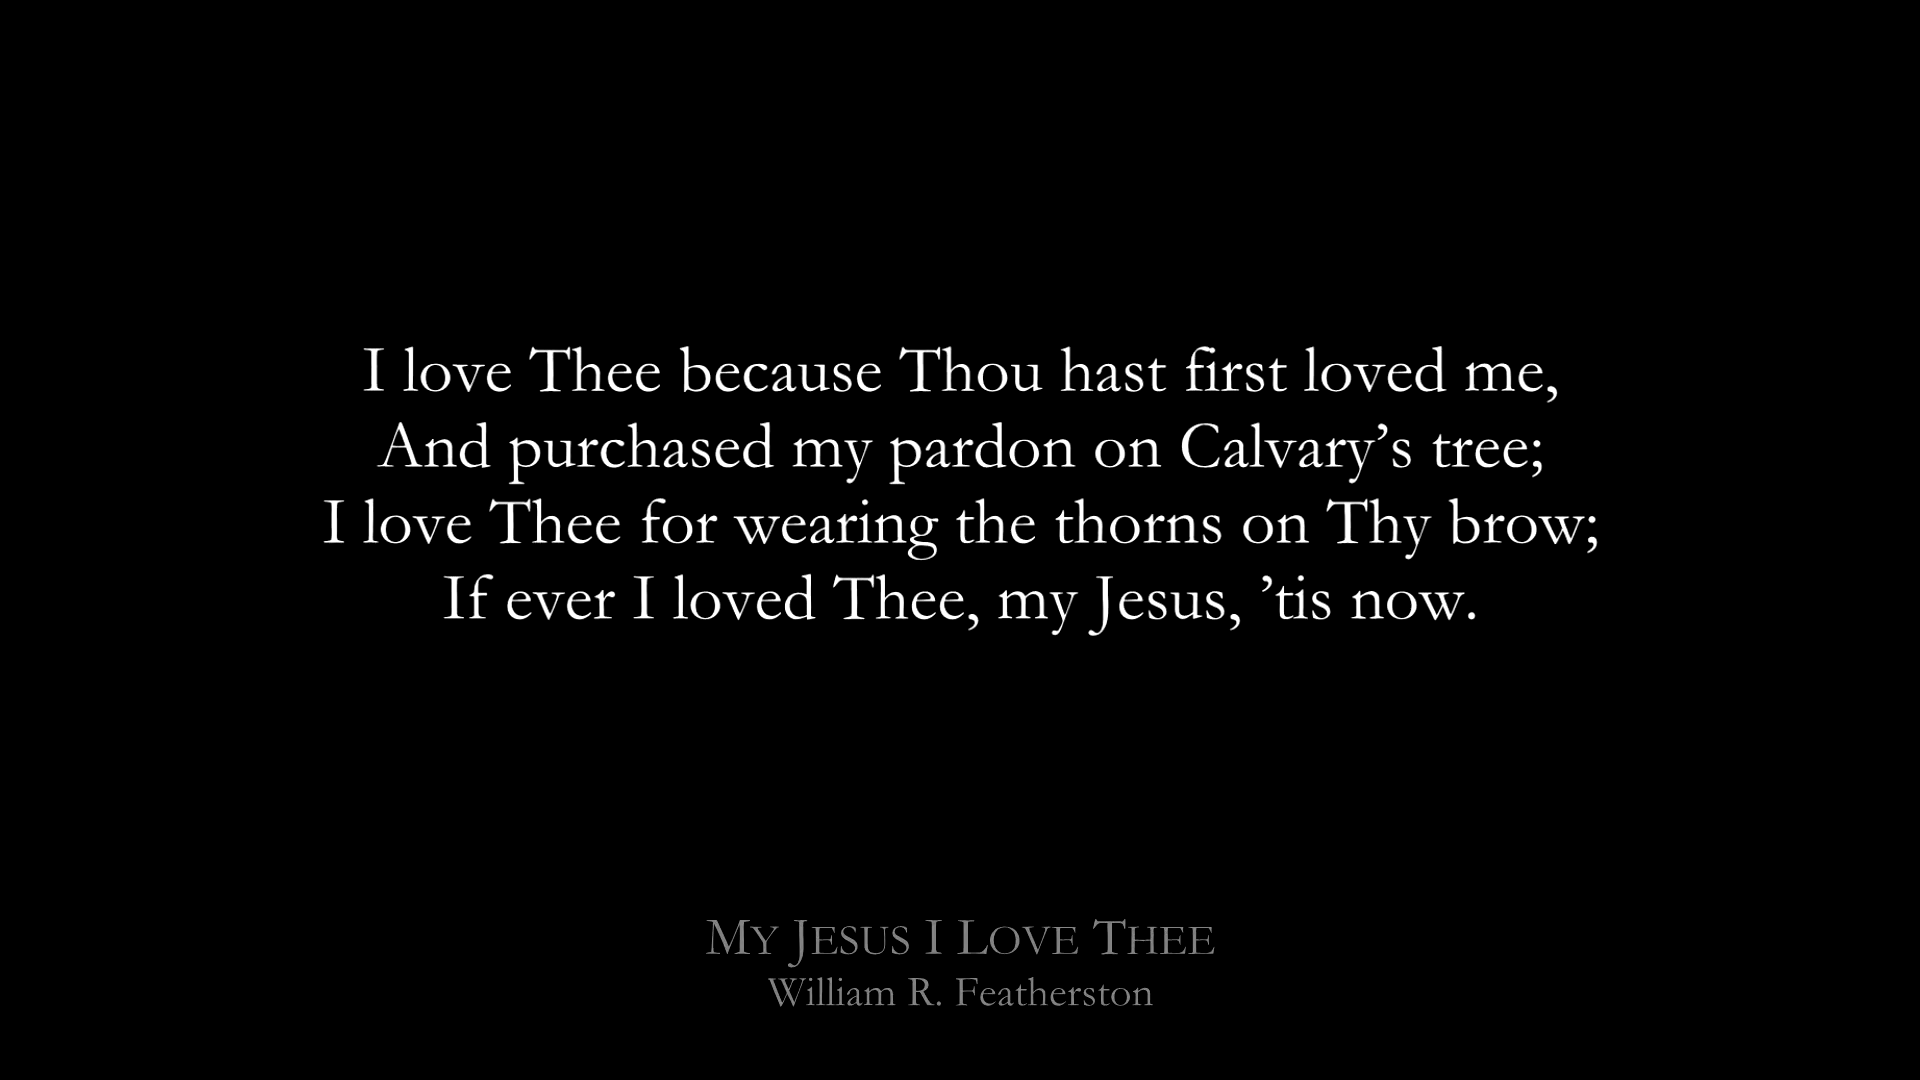 I love Thee because Thou hast first loved me,
And purchased my pardon on Calvary’s tree;
I love Thee for wearing the thorns on Thy brow;
If ever I loved Thee, my Jesus, ’tis now.
My Jesus I Love Thee
William R. Featherston